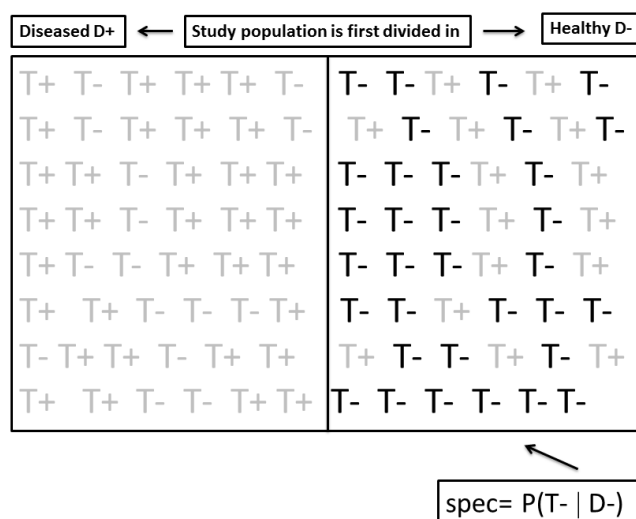 Diseased D+ Study population is first divided in Healthy D-
T+ T- T+ T+ T+ T- T- T- T+ T- T+ T-
T+ T- T+ T+ T+ T- T+ T- T+ T- T+ T-
T+ T+ T- T+ T+ T+ T- T- T- T+ T- T+
T+ T+ T- T+ T+ T+ T- T- T- T+ T- T+
T+ T- T- T+ T+ T+ T- T- T- T+ T- T+
T+ T+ T- T- T- T+ T- T- T+ T- T- T-
T- T+ T+ T- T+ T+ T+ T- T- T+ T- T+
T+ T+ T- T- T+ T+ T- T- T- T- T- T-
spec= P(T- | D-)